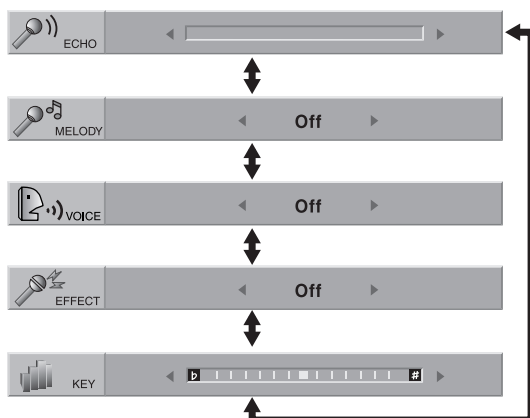 ECHO
MELODY Off
VOICE Off
EFFECT Off
KEY ♭ #